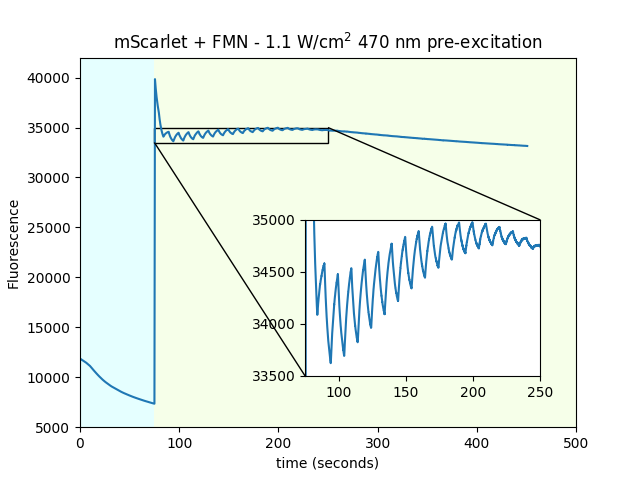 mScarlet + FMN - 1.1 W/cm² 470 nm pre-excitation
40000
35000
30000
25000
20000
15000
10000
5000
Fluorescence
35000
34500
34000
33500
100 150 200 250
0 100 200 300 400 500
time (seconds)